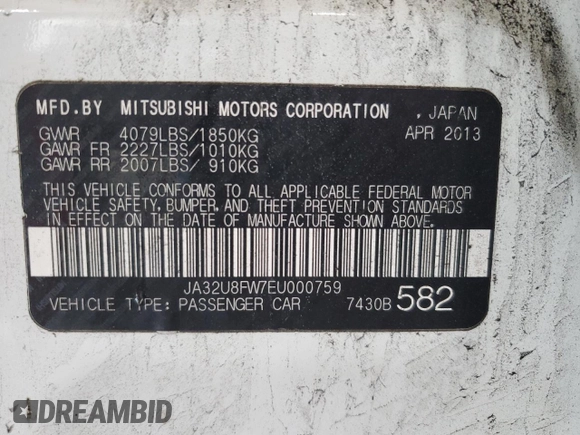 MFD.BY MITSUBISHI MOTORS CORPORATION , JAPAN
GVWR 4079LBS/1850KG APR 2013
GAWR FR 2227LBS/1010KG
GAWR RR 2007LBS/ 910KG
THIS VEHICLE CONFORMS TO ALL APPLICABLE FEDERAL MOTOR
VEHICLE SAFETY, BUMPER, AND THEFT PREVENTION STANDARDS
IN EFFECT ON THE DATE OF MANUFACTURE SHOWN ABOVE.
JA32U8FW7EU000759
VEHICLE TYPE: PASSENGER CAR 7430B 582
DREAMBID